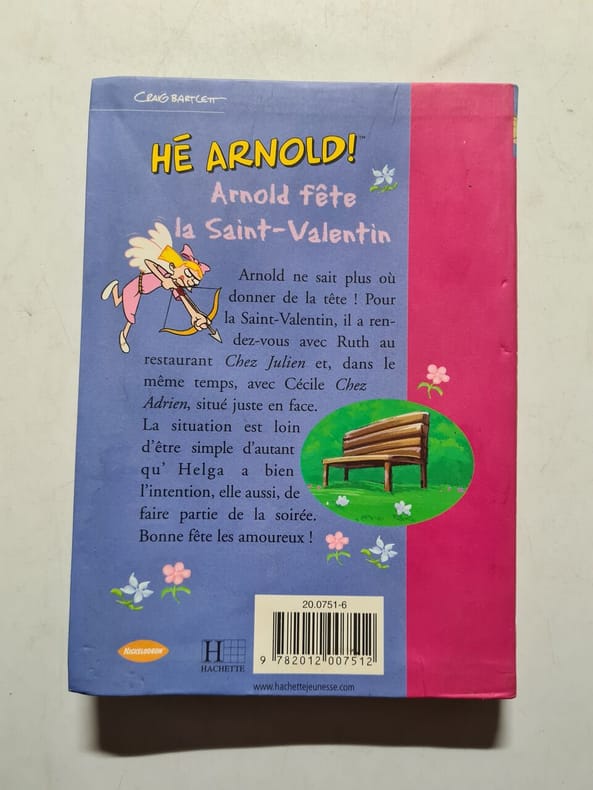 CRAIG BARTLETT
HÉ ARNOLD!™
Arnold fête
la Saint-Valentin
Arnold ne sait plus où
donner de la tête ! Pour
la Saint-Valentin, il a ren-
dez-vous avec Ruth au
restaurant Chez Julien et, dans le
même temps, avec Cécile Chez
Adrien, situé juste en face.
La situation est loin
d'être simple d'autant
qu' Helga a bien
l'intention, elle aussi, de
faire partie de la soirée.
Bonne fête les amoureux !
20.0751-6
9 782012 007512
NICKELODEON
H
HACHETTE
www.hachettejeunesse.com